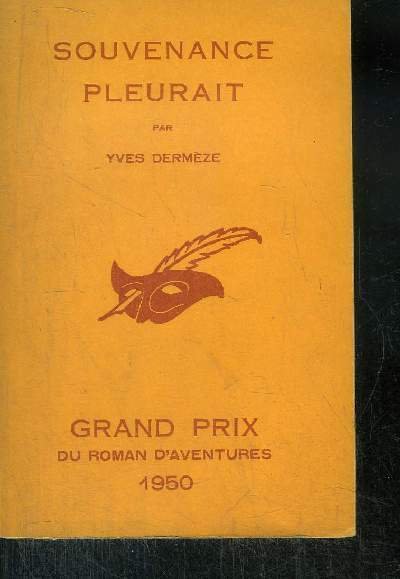 SOUVENANCE
PLEURAIT
PAR
YVES DERMÈZE
GRAND PRIX
DU ROMAN D'AVENTURES
1950